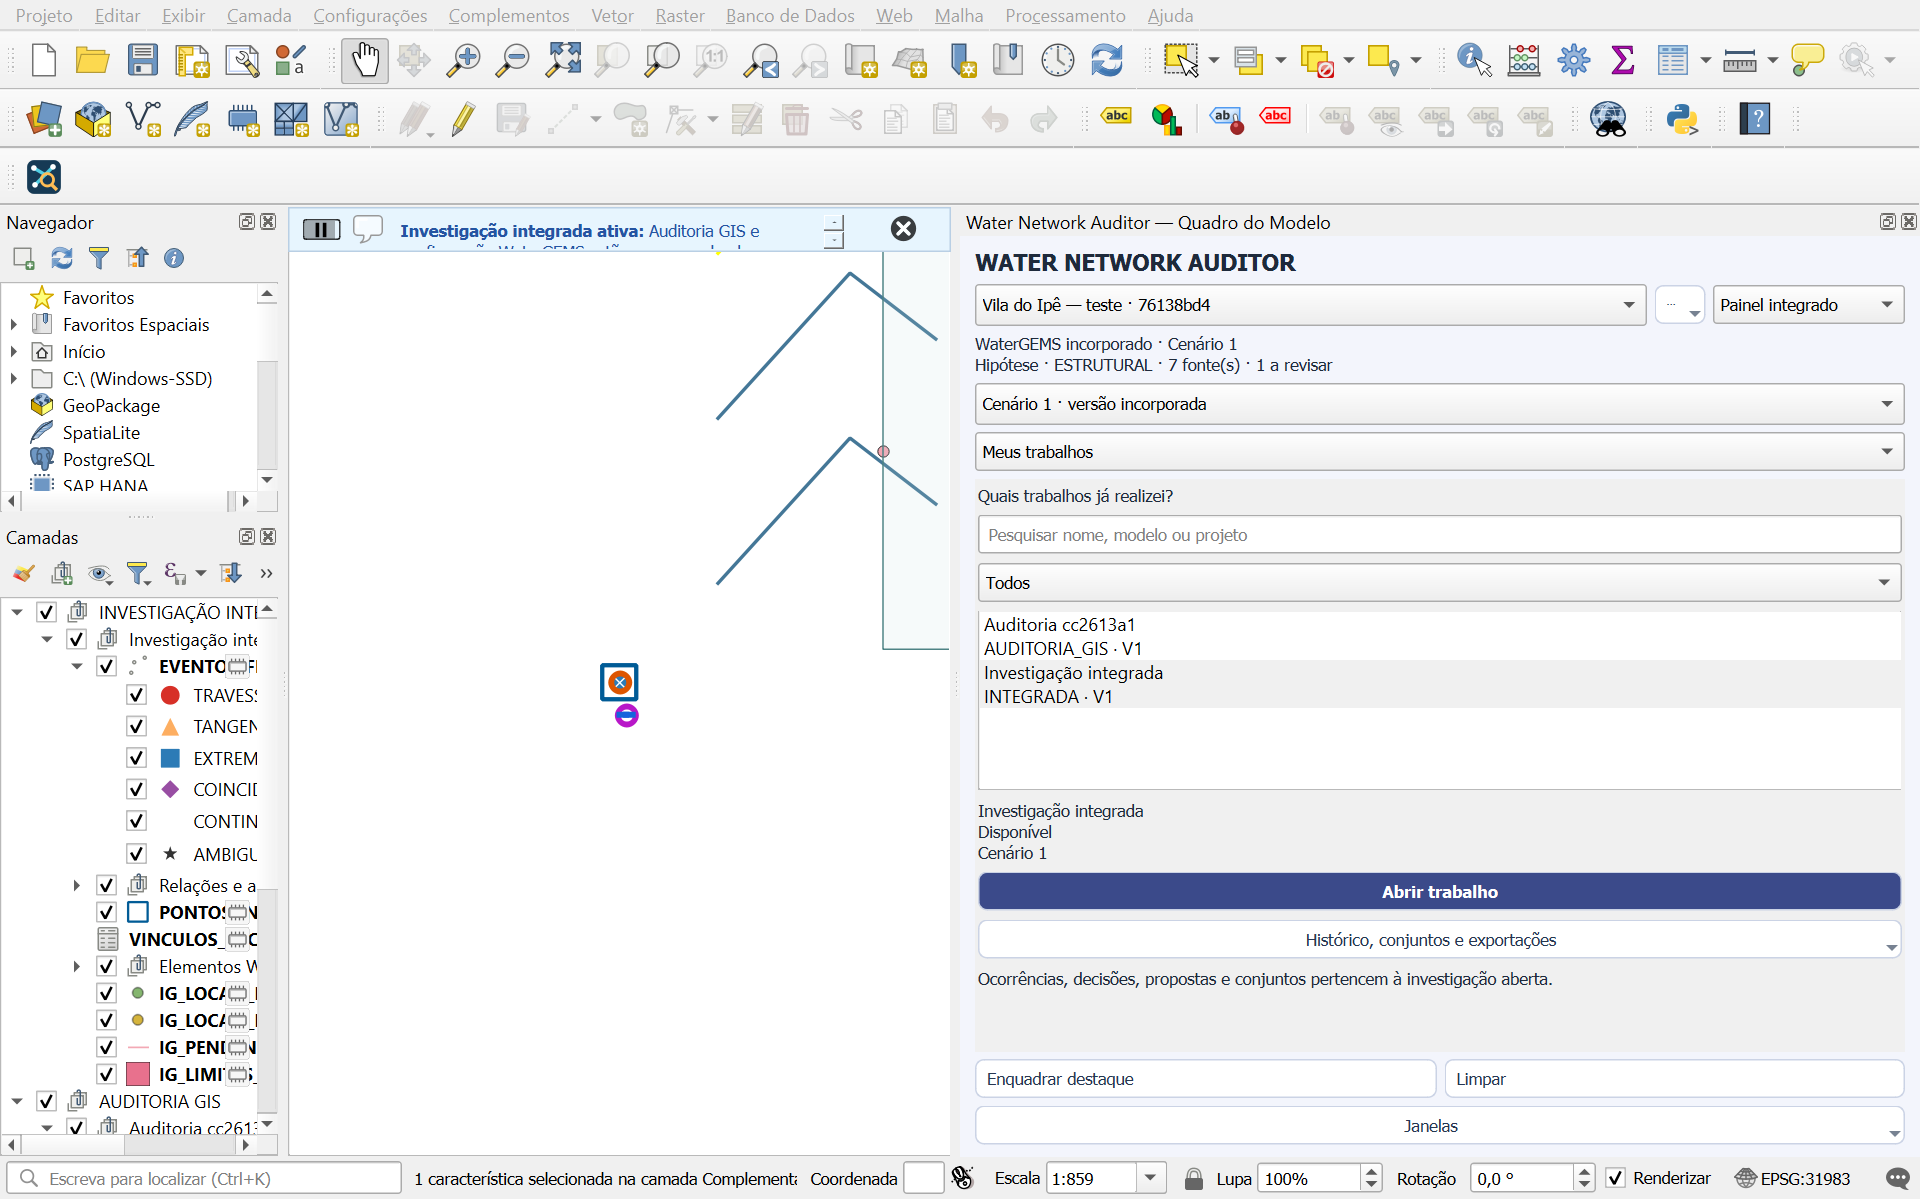 Projeto Editar Exibir Camada Configurações Complementos Vetor Raster Banco de Dados Web Malha Processamento Ajuda
Navegador
Favoritos
Favoritos Espaciais
Início
C:\ (Windows-SSD)
GeoPackage
SpatiaLite
PostgreSQL
SAP HANA
Camadas
INVESTIGAÇÃO INTE
Investigação inte
EVENTO
TRAVESS
TANGEN
EXTREM
COINCID
CONTIN
AMBIGU
Relações e a
PONTOS
VINCULOS_
Elementos W
IG_LOCA
IG_LOCA
IG_PEND
IG_LIMI
AUDITORIA GIS
Auditoria cc2613
Investigação integrada ativa: Auditoria GIS e
Water Network Auditor — Quadro do Modelo
WATER NETWORK AUDITOR
Vila do Ipê — teste · 76138bd4
...
Painel integrado
WaterGEMS incorporado · Cenário 1
Hipótese · ESTRUTURAL · 7 fonte(s) · 1 a revisar
Cenário 1 · versão incorporada
Meus trabalhos
Quais trabalhos já realizei?
Pesquisar nome, modelo ou projeto
Todos
Auditoria cc2613a1
AUDITORIA_GIS · V1
Investigação integrada
INTEGRADA · V1
Investigação integrada
Disponível
Cenário 1
Abrir trabalho
Histórico, conjuntos e exportações
Ocorrências, decisões, propostas e conjuntos pertencem à investigação aberta.
Enquadrar destaque
Limpar
Janelas
Escreva para localizar (Ctrl+K)
1 característica selecionada na camada Complementa
Coordenada
Escala
1:859
Lupa
100%
Rotação
0,0 °
Renderizar
EPSG:31983